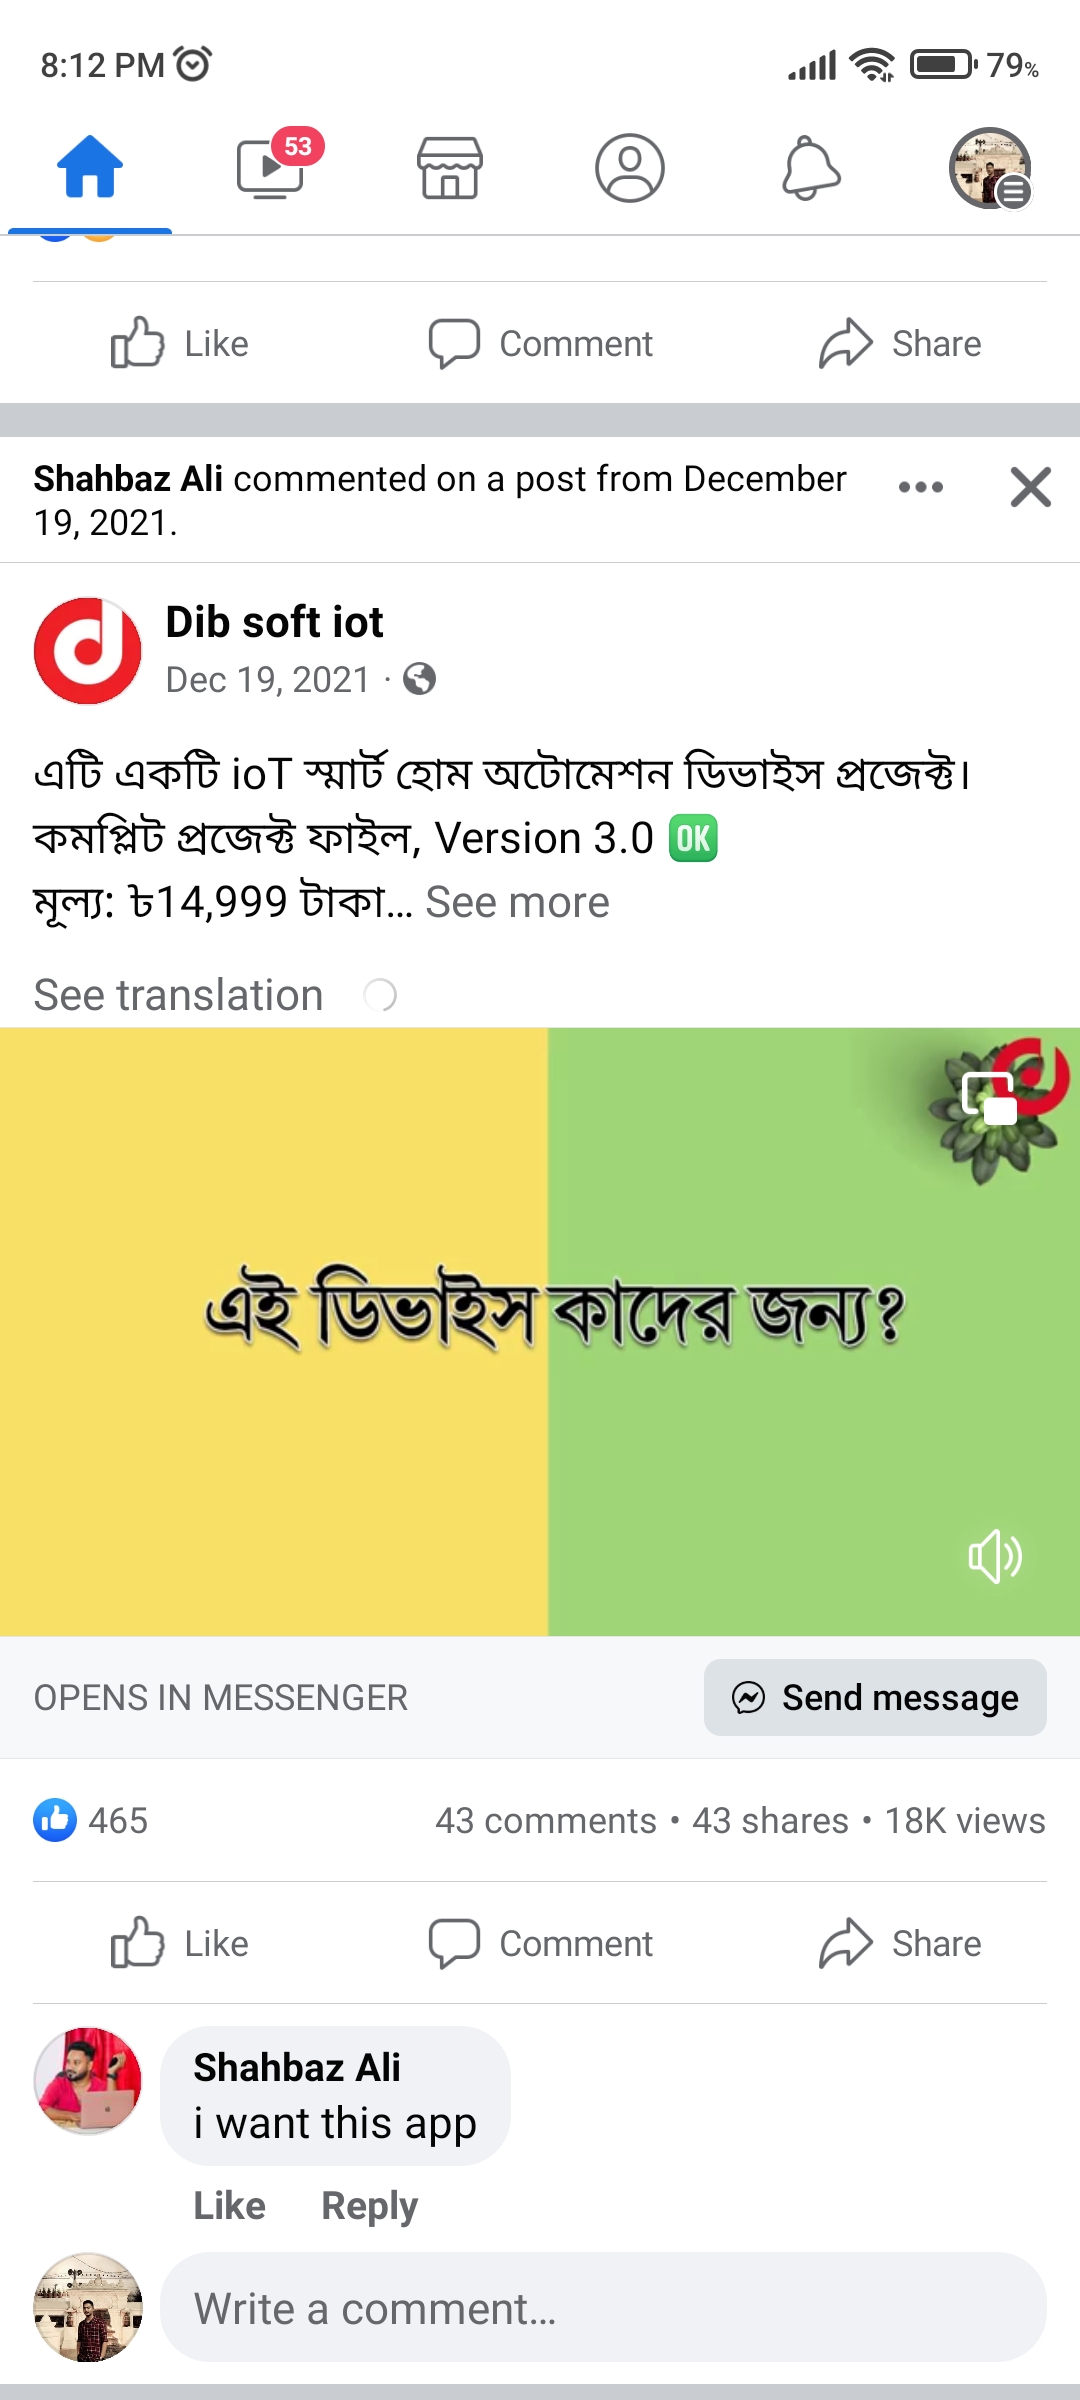 8:12 PM 79%
53
Like Comment Share
Shahbaz Ali commented on a post from December
19, 2021.
Dib soft iot
Dec 19, 2021 ·
এটি একটি ioT স্মার্ট হোম অটোমেশন ডিভাইস প্রজেক্ট।
কমপ্লিট প্রজেক্ট ফাইল, Version 3.0 🆗
মূল্য: ৳14,999 টাকা... See more
See translation
এই ডিভাইস কাদের জন্য?
OPENS IN MESSENGER Send message
465 43 comments • 43 shares • 18K views
Like Comment Share
Shahbaz Ali
i want this app
Like Reply
Write a comment...